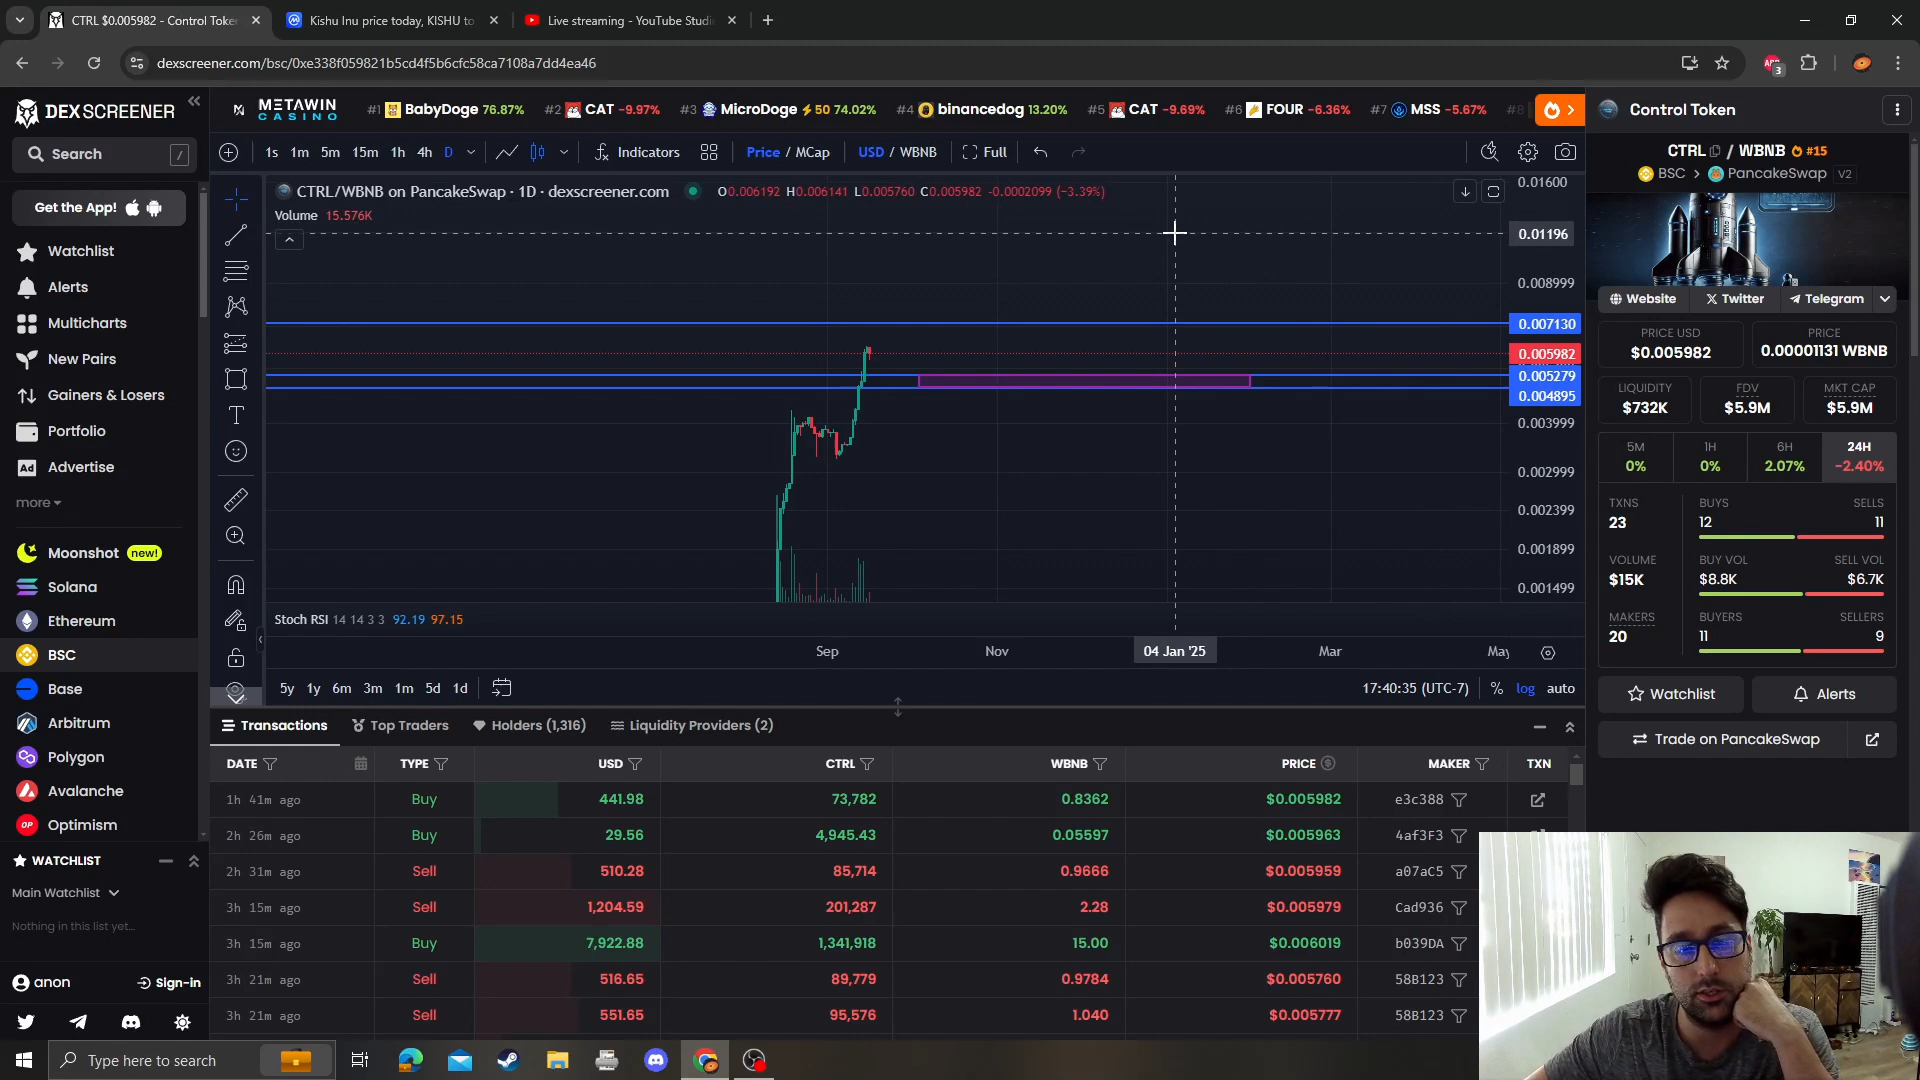 CTRL $0.005982 - Control Toke
Kishu Inu price today, KISHU to
Live streaming - YouTube Studi
dexscreener.com/bsc/0xe338f059821b5cd4f5b6cfc58ca7108a7dd4ea46
3
DEX SCREENER
METAWIN
CASINO
#1 BabyDoge 76.87%
#2 CAT -9.97%
#3 MicroDoge 50 74.02%
#4 binancedog 13.20%
#5 CAT -9.69%
#6 FOUR -6.36%
#7 MSS -5.67%
#8
Control Token
Search /
Get the App!
Watchlist
Alerts
Multicharts
New Pairs
Gainers & Losers
Portfolio
Ad Advertise
more
Moonshot new!
Solana
Ethereum
BSC
Base
Arbitrum
Polygon
Avalanche
OP Optimism
WATCHLIST
Main Watchlist
Nothing in this list yet...
anon
Sign-in
1s 1m 5m 15m 1h 4h D
Indicators
Price / MCap
USD / WBNB
Full
CTRL/WBNB on PancakeSwap · 1D · dexscreener.com
O0.006192 H0.006141 L0.005760 C0.005982 -0.0002099 (-3.39%)
Volume 15.576K
0.01600
0.01196
0.008999
0.007130
0.005982
0.005279
0.004895
0.003999
0.002999
0.002399
0.001899
0.001499
Stoch RSI 14 14 3 3 92.19 97.15
Sep
Nov
04 Jan '25
Mar
May
5y 1y 6m 3m 1m 5d 1d
17:40:35 (UTC-7)
% log auto
Transactions
Top Traders
Holders (1,316)
Liquidity Providers (2)
DATE TYPE USD CTRL WBNB PRICE MAKER TXN
1h 41m ago Buy 441.98 73,782 0.8362 $0.005982 e3c388
2h 26m ago Buy 29.56 4,945.43 0.05597 $0.005963 4af3F3
2h 31m ago Sell 510.28 85,714 0.9666 $0.005959 a07aC5
3h 15m ago Sell 1,204.59 201,287 2.28 $0.005979 Cad936
3h 15m ago Buy 7,922.88 1,341,918 15.00 $0.006019 b039DA
3h 21m ago Sell 516.65 89,779 0.9784 $0.005760 58B123
3h 21m ago Sell 551.65 95,576 1.040 $0.005777 58B123
CTRL / WBNB #15
BSC > PancakeSwap V2
Website
Twitter
Telegram
PRICE USD
$0.005982
PRICE
0.00001131 WBNB
LIQUIDITY
$732K
FDV
$5.9M
MKT CAP
$5.9M
5M
0%
1H
0%
6H
2.07%
24H
-2.40%
TXNS
23
BUYS
12
SELLS
11
VOLUME
$15K
BUY VOL
$8.8K
SELL VOL
$6.7K
MAKERS
20
BUYERS
11
SELLERS
9
Watchlist
Alerts
Trade on PancakeSwap
Type here to search